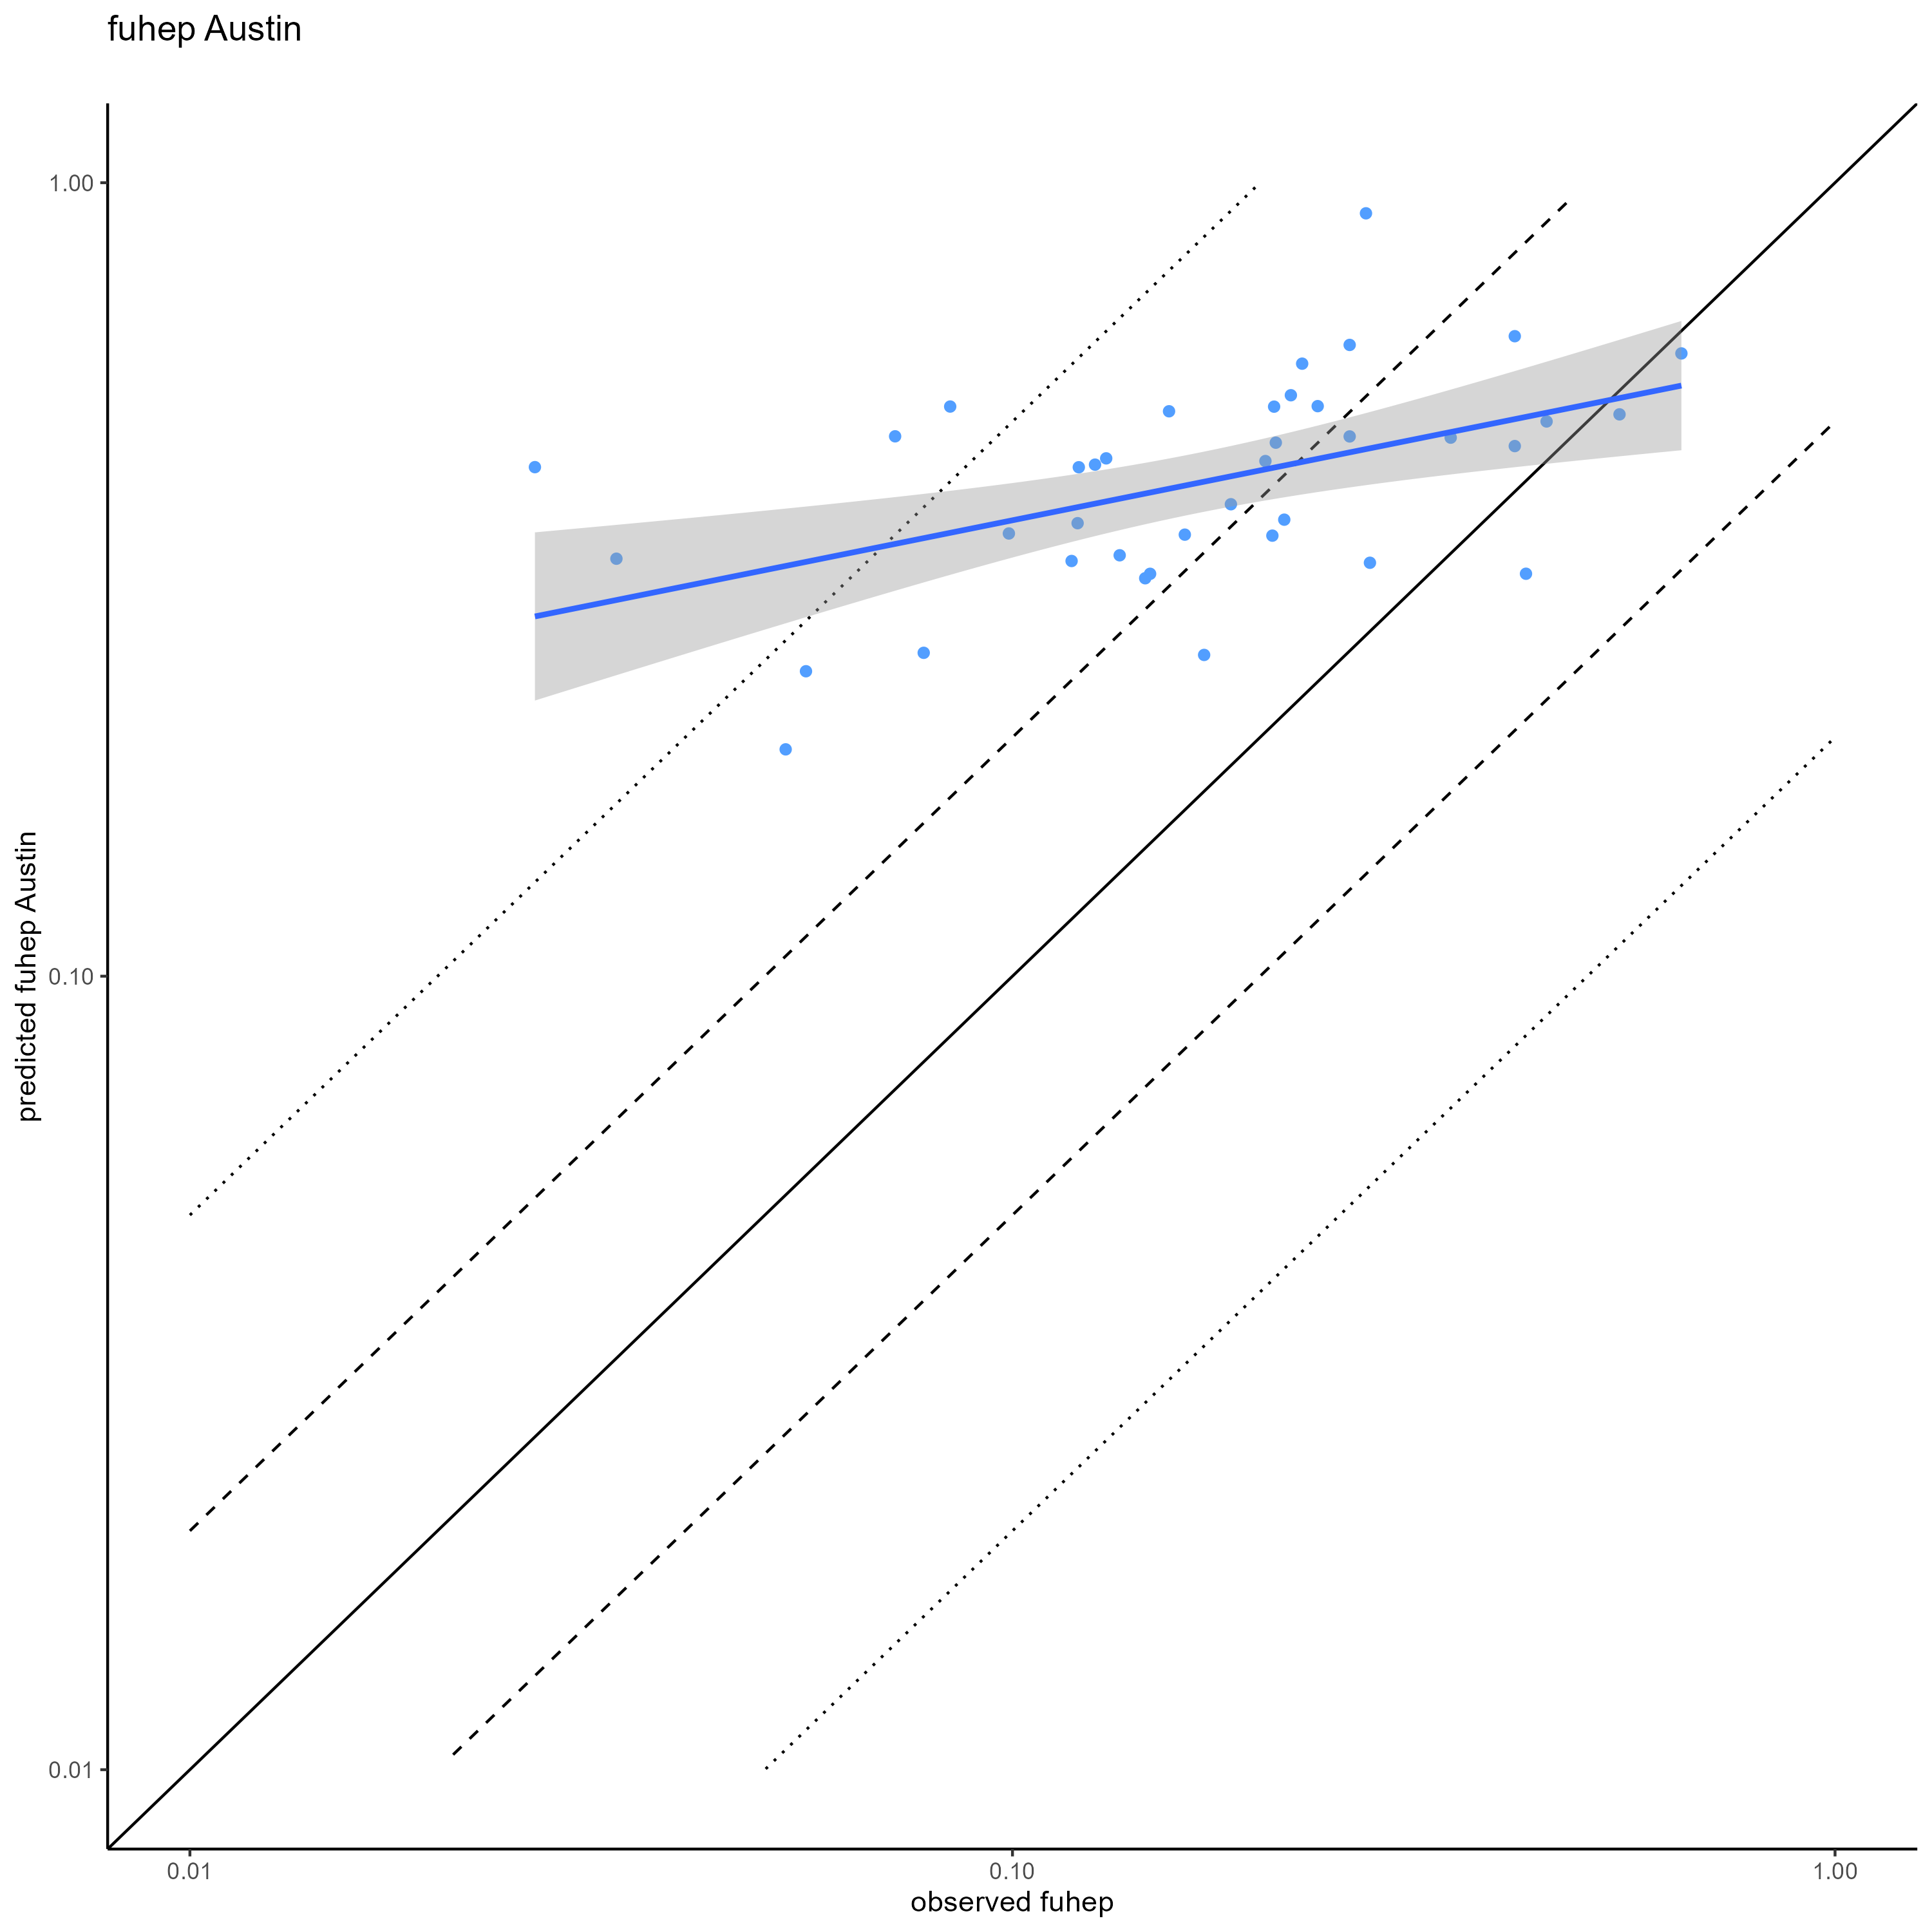 fuhep Austin
1.00
0.10
0.01
predicted fuhep Austin
0.01 0.10 1.00
observed fuhep